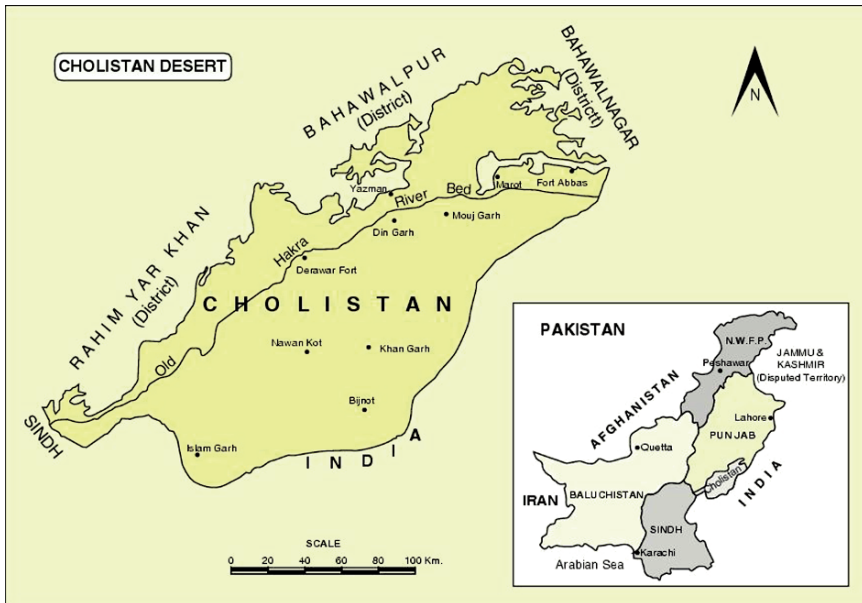 CHOLISTAN DESERT
BAHAWALPUR
(District)
BAHAWALNAGAR
(Districtt)
N
RAHIM YAR KHAN
(District)
SINDH
Yazman
Marot
Fort Abbas
Old Hakra River Bed
Mouj Garh
Din Garh
Derawar Fort
CHOLISTAN
Nawan Kot
Khan Garh
Bijnot
Islam Garh
INDIA
SCALE
0 20 40 60 80 100 Km.
PAKISTAN
N.W.F.P.
Peshawar
JAMMU &
KASHMIR
(Disputed Territory)
AFGHANISTAN
Lahore
PUNJAB
Quetta
Cholistan
INDIA
IRAN
BALUCHISTAN
SINDH
Karachi
Arabian Sea